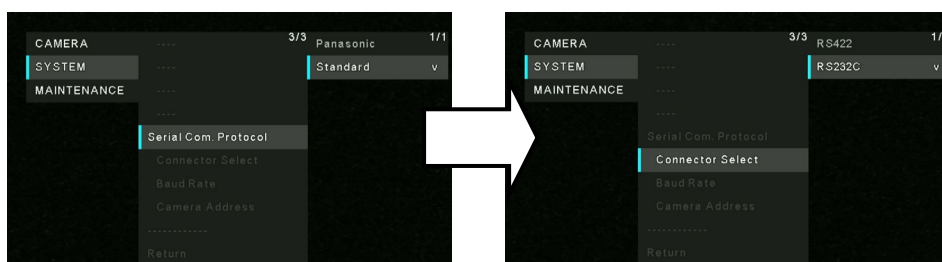 CAMERA
SYSTEM
MAINTENANCE
3/3
----
----
----
----
Serial Com. Protocol
Connector Select
Baud Rate
Camera Address
------------
Return
1/1
Panasonic
Standard v
CAMERA
SYSTEM
MAINTENANCE
3/3
----
----
----
----
Serial Com. Protocol
Connector Select
Baud Rate
Camera Address
------------
Return
1/
RS422
RS232C v